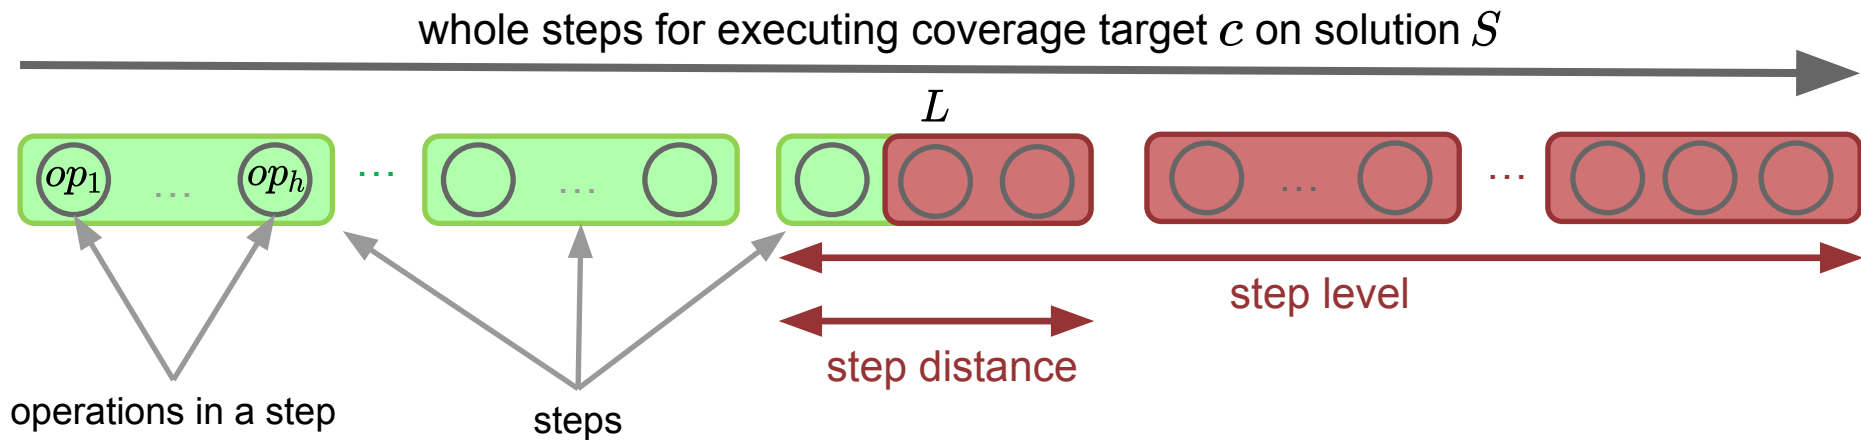 whole steps for executing coverage target c on solution S
L
op1 ... oph ... ... ... ...
step level
step distance
operations in a step
steps